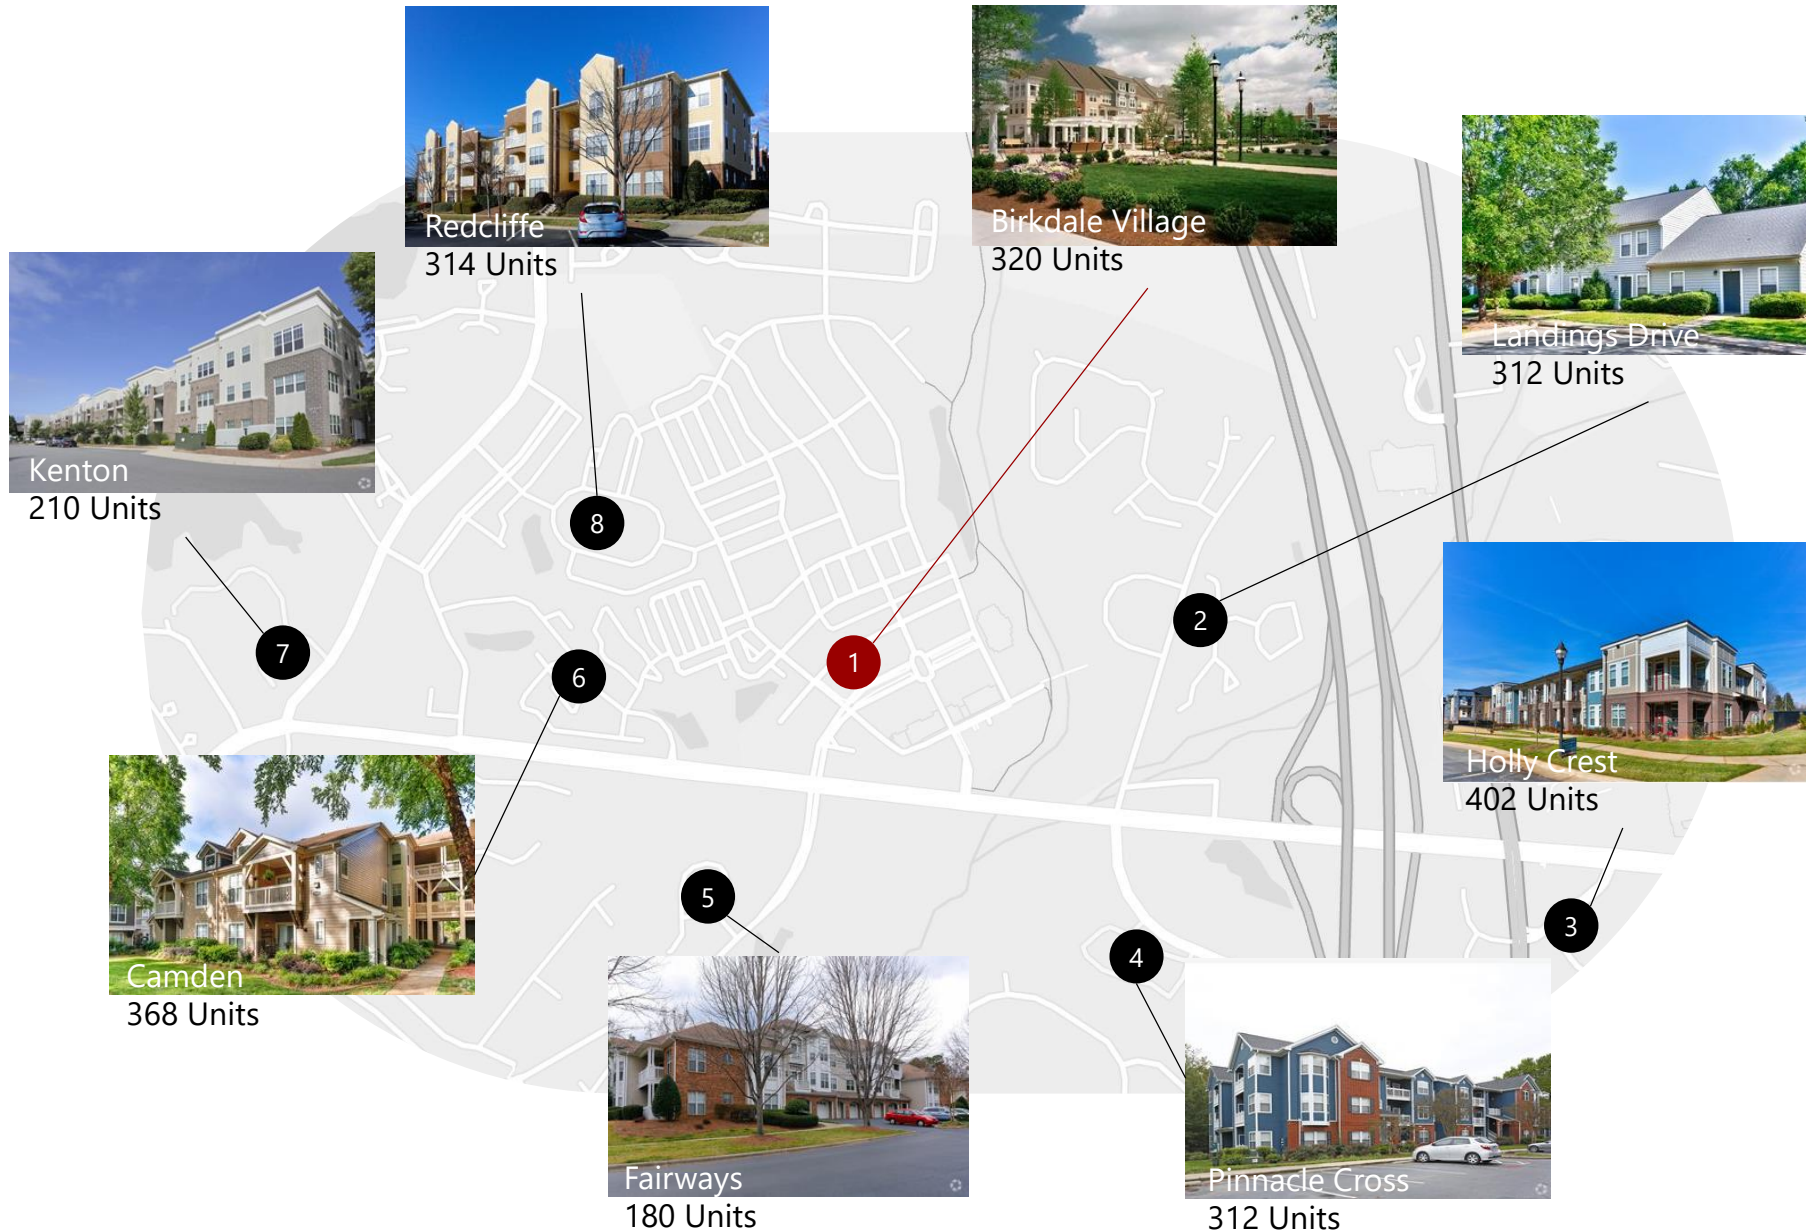 Redcliffe
314 Units
Birkdale Village
320 Units
Landings Drive
312 Units
Kenton
210 Units
8
2
7
6
1
Holly Crest
402 Units
5
3
4
Camden
368 Units
Fairways
180 Units
Pinnacle Cross
312 Units